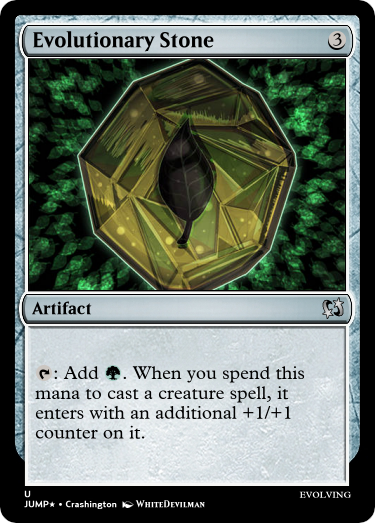 Evolutionary Stone 3
Artifact
: Add . When you spend this
mana to cast a creature spell, it
enters with an additional +1/+1
counter on it.
U
JUMP★ • Crashington WHITEDEVILMAN
EVOLVING